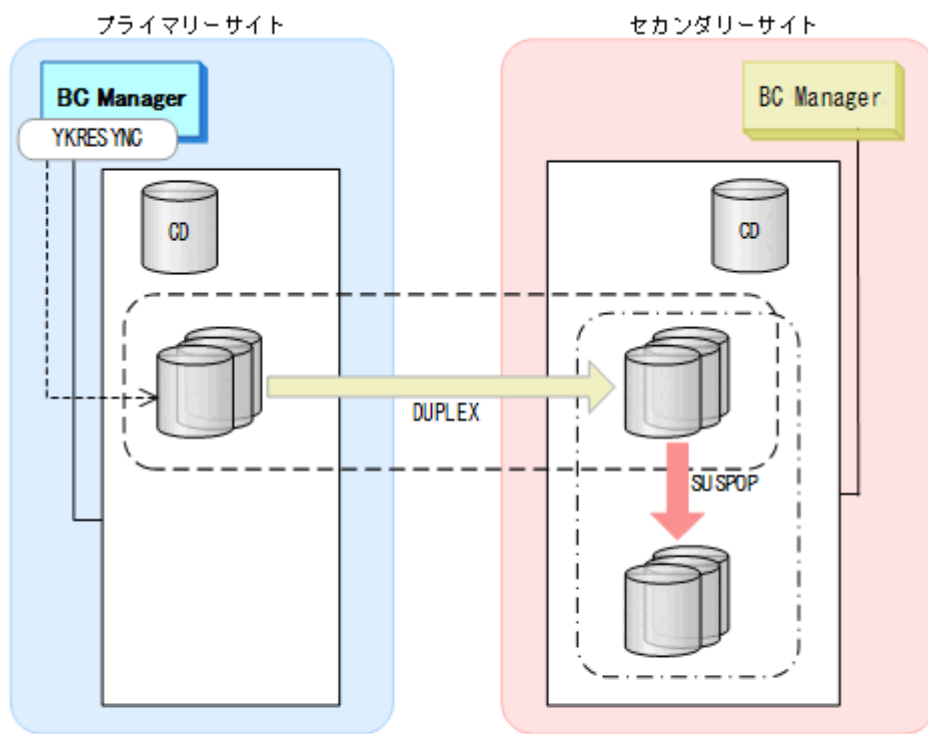 プライマリーサイト
セカンダリーサイト
BC Manager
BC Manager
YKRESYNC
CD
CD
DUPLEX
SUSPOP